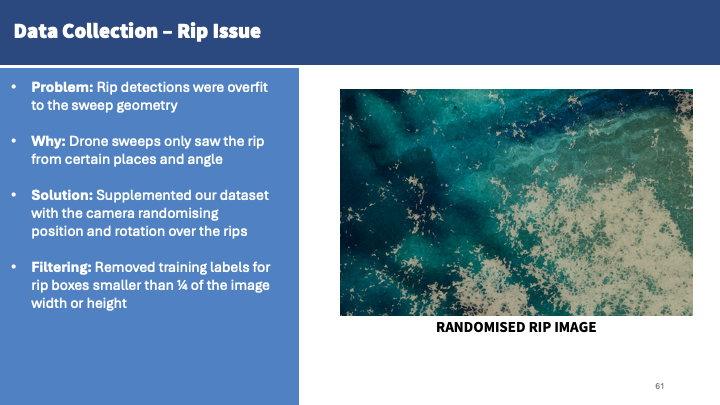 Data Collection – Rip Issue
• Problem: Rip detections were overfit
to the sweep geometry
• Why: Drone sweeps only saw the rip
from certain places and angle
• Solution: Supplemented our dataset
with the camera randomising
position and rotation over the rips
• Filtering: Removed training labels for
rip boxes smaller than ¼ of the image
width or height
RANDOMISED RIP IMAGE
61